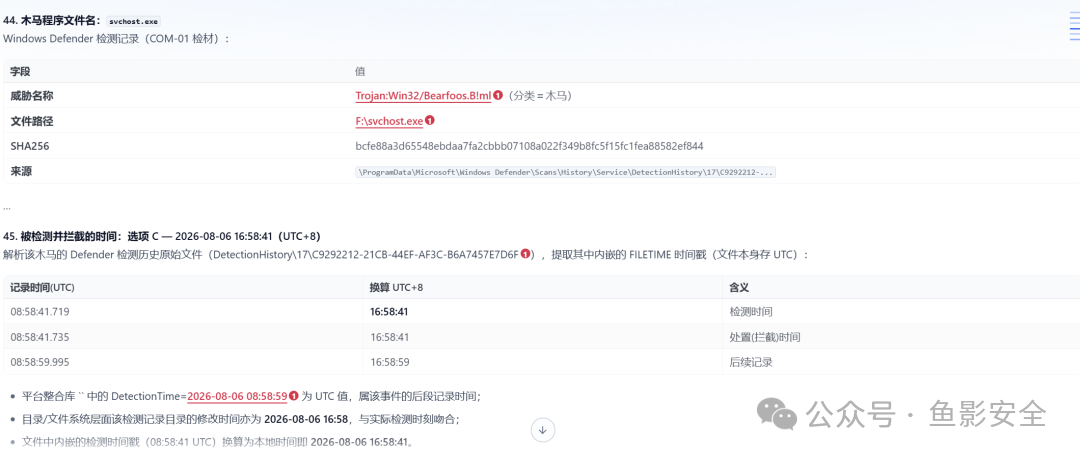 44. 木马程序文件名：svchost.exe
Windows Defender 检测记录（COM-01 检材）：
字段 值
威胁名称 Trojan:Win32/Bearfoos.B!ml 1 （分类 = 木马）
文件路径 F:\svchost.exe 1
SHA256 bcfe88a3d65548ebdaa7fa2cbbb07108a022f349b8fc5f15fc1fea88582ef844
来源 \ProgramData\Microsoft\Windows Defender\Scans\History\Service\DetectionHistory\17\C9292212-...
...
45. 被检测并拦截的时间：选项 C — 2026-08-06 16:58:41（UTC+8）
解析该木马的 Defender 检测历史原始文件（DetectionHistory\17\C9292212-21CB-44EF-AF3C-B6A7457E7D6F 1 ），提取其中内嵌的 FILETIME 时间戳（文件本身存 UTC）：
记录时间(UTC) 换算 UTC+8 含义
08:58:41.719 16:58:41 检测时间
08:58:41.735 16:58:41 处置(拦截)时间
08:58:59.995 16:58:59 后续记录
• 平台整合库 `` 中的 DetectionTime=2026-08-06 08:58:59 1 为 UTC 值，属该事件的后段记录时间；
• 目录/文件系统层面该检测记录目录的修改时间亦为 2026-08-06 16:58，与实际检测时刻吻合；
• 文件中内嵌的检测时间戳（08:58:41 UTC）换算为本地时间即 2026-08-06 16:58:41。
公众号 · 鱼影安全